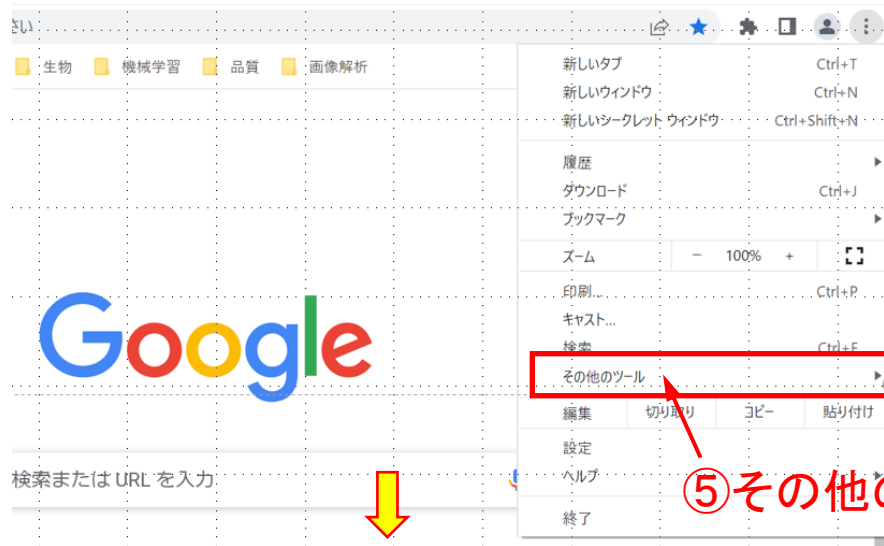 さい
生物 機械学習 品質 画像解析
新しいタブ Ctrl+T
新しいウィンドウ Ctrl+N
新しいシークレット ウィンドウ Ctrl+Shift+N
履歴
ダウンロード Ctrl+J
ブックマーク
ズーム － 100% +
印刷... Ctrl+P
キャスト...
検索 Ctrl+F
Google
その他のツール
編集 切り取り コピー 貼り付け
設定
検索または URL を入力
ヘルプ
⑤その他の
終了